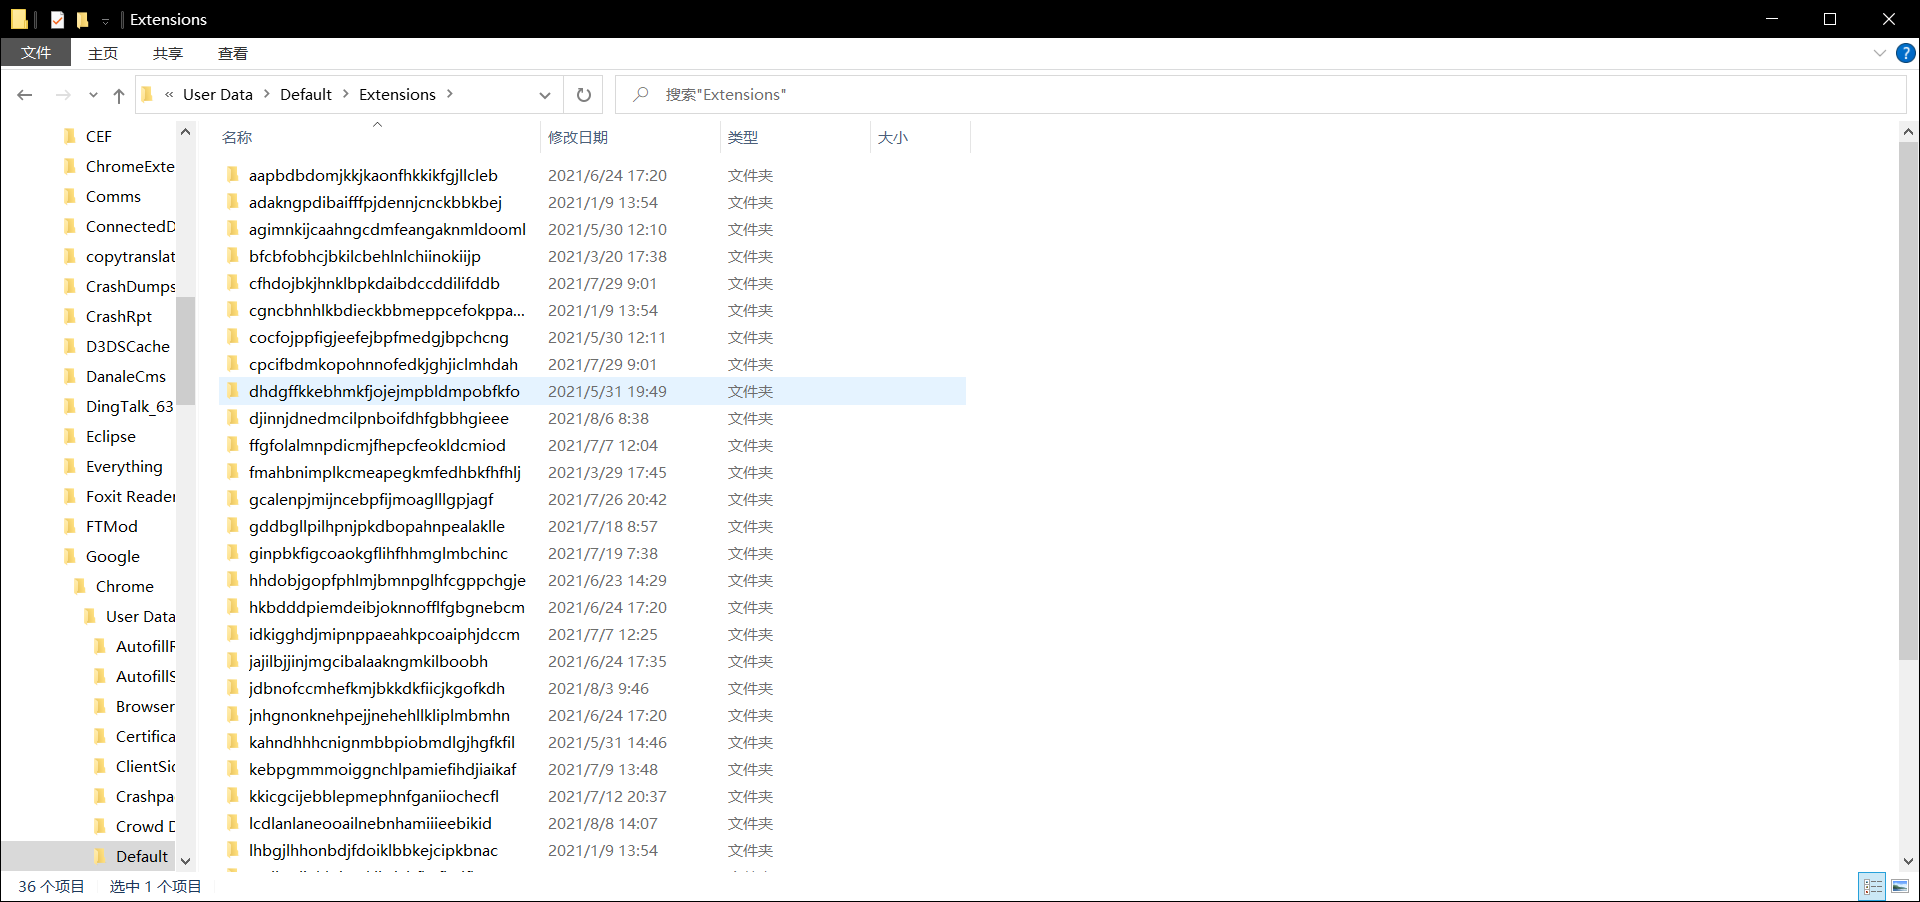 Extensions
文件 主页 共享 查看
« User Data > Default > Extensions > 搜索"Extensions"
CEF
ChromeExte
Comms
ConnectedD
copytranslat
CrashDumps
CrashRpt
D3DSCache
DanaleCms
DingTalk_63
Eclipse
Everything
Foxit Reader
FTMod
Google
Chrome
User Data
AutofillR
AutofillS
Browser
Certifica
ClientSid
Crashpa
Crowd D
Default
名称 修改日期 类型 大小
aapbdbdomjkkjkaonfhkkikfgjllcleb 2021/6/24 17:20 文件夹
adakngpdibaifffpjdennjcnckbbkbej 2021/1/9 13:54 文件夹
agimnkijcaahngcdmfeangaknmldooml 2021/5/30 12:10 文件夹
bfcbfobhcjbkilcbehlnlchiinokiijp 2021/3/20 17:38 文件夹
cfhdojbkjhnklbpkdaibdccddilifddb 2021/7/29 9:01 文件夹
cgncbhnhlkbdieckbbmeppcefokppa... 2021/1/9 13:54 文件夹
cocfojppfigjeefejbpfmedgjbpchcng 2021/5/30 12:11 文件夹
cpcifbdmkopohnnofedkjghjiclmhdah 2021/7/29 9:01 文件夹
dhdgffkkebhmkfjojejmpbldmpobfkfo 2021/5/31 19:49 文件夹
djinnjdnedmcilpnboifdhfgbbhgieee 2021/8/6 8:38 文件夹
ffgfolalmnpdicmjfhepcfeokldcmiod 2021/7/7 12:04 文件夹
fmahbnimplkcmeapegkmfedhbkfhfhlj 2021/3/29 17:45 文件夹
gcalenpjmijncebpfijmoaglllgpjagf 2021/7/26 20:42 文件夹
gddbgllpilhpnjpkdbopahnpealaklle 2021/7/18 8:57 文件夹
ginpbkfigcoaokgflihfhhmglmbchinc 2021/7/19 7:38 文件夹
hhdobjgopfphlmjbmnpglhfcgppchgje 2021/6/23 14:29 文件夹
hkbdddpiemdeibjoknnofflfgbgnebcm 2021/6/24 17:20 文件夹
idkigghdjmipnppaeahkpcoaiphjdccm 2021/7/7 12:25 文件夹
jajilbjjinjmgcibalaakngmkilboobh 2021/6/24 17:35 文件夹
jdbnofccmhefkmjbkkdkfiicjkgofkdh 2021/8/3 9:46 文件夹
jnhgnonknehpejjnehehllkliplmbmhn 2021/6/24 17:20 文件夹
kahndhhhcnignmbbpiobmdlgjhgfkfil 2021/5/31 14:46 文件夹
kebpgmmmoiggnchlpamiefihdjiaikaf 2021/7/9 13:48 文件夹
kkicgcijebblepmephnfganiiochecfl 2021/7/12 20:37 文件夹
lcdlanlaneooailnebnhamiiieebikid 2021/8/8 14:07 文件夹
lhbgjlhhonbdjfdoiklbbkejcipkbnac 2021/1/9 13:54 文件夹
36 个项目 选中 1 个项目